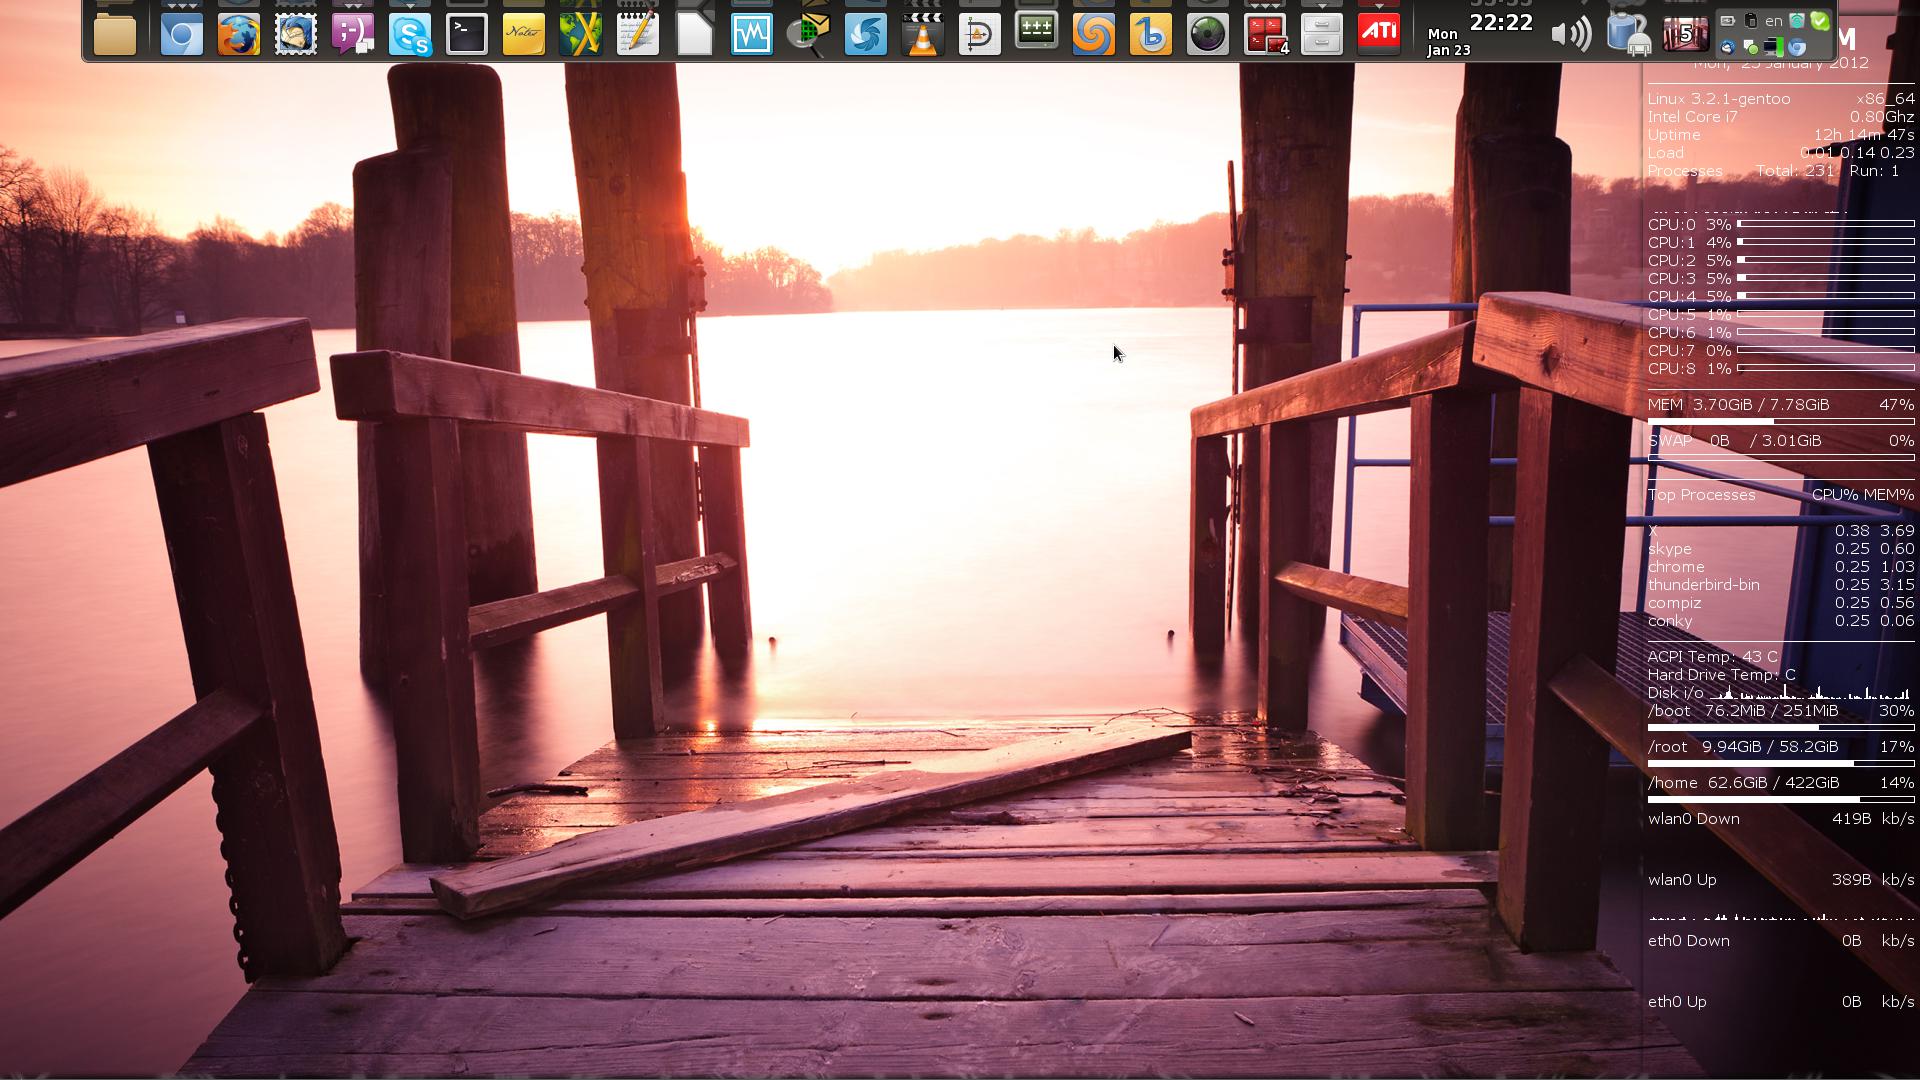 22:22
Mon
Jan 23
Notes
4
ATI
5
en
M
Mon, 23 January 2012
Linux 3.2.1-gentoo x86_64
Intel Core i7 0.80Ghz
Uptime 12h 14m 47s
Load 0.01 0.14 0.23
Processes Total: 231 Run: 1
CPU:0 3%
CPU:1 4%
CPU:2 5%
CPU:3 5%
CPU:4 5%
CPU:5 1%
CPU:6 1%
CPU:7 0%
CPU:8 1%
MEM 3.70GiB / 7.78GiB 47%
SWAP 0B / 3.01GiB 0%
Top Processes CPU% MEM%
X 0.38 3.69
skype 0.25 0.60
chrome 0.25 1.03
thunderbird-bin 0.25 3.15
compiz 0.25 0.56
conky 0.25 0.06
ACPI Temp: 43 C
Hard Drive Temp: C
Disk i/o
/boot 76.2MiB / 251MiB 30%
/root 9.94GiB / 58.2GiB 17%
/home 62.6GiB / 422GiB 14%
wlan0 Down 419B kb/s
wlan0 Up 389B kb/s
eth0 Down 0B kb/s
eth0 Up 0B kb/s